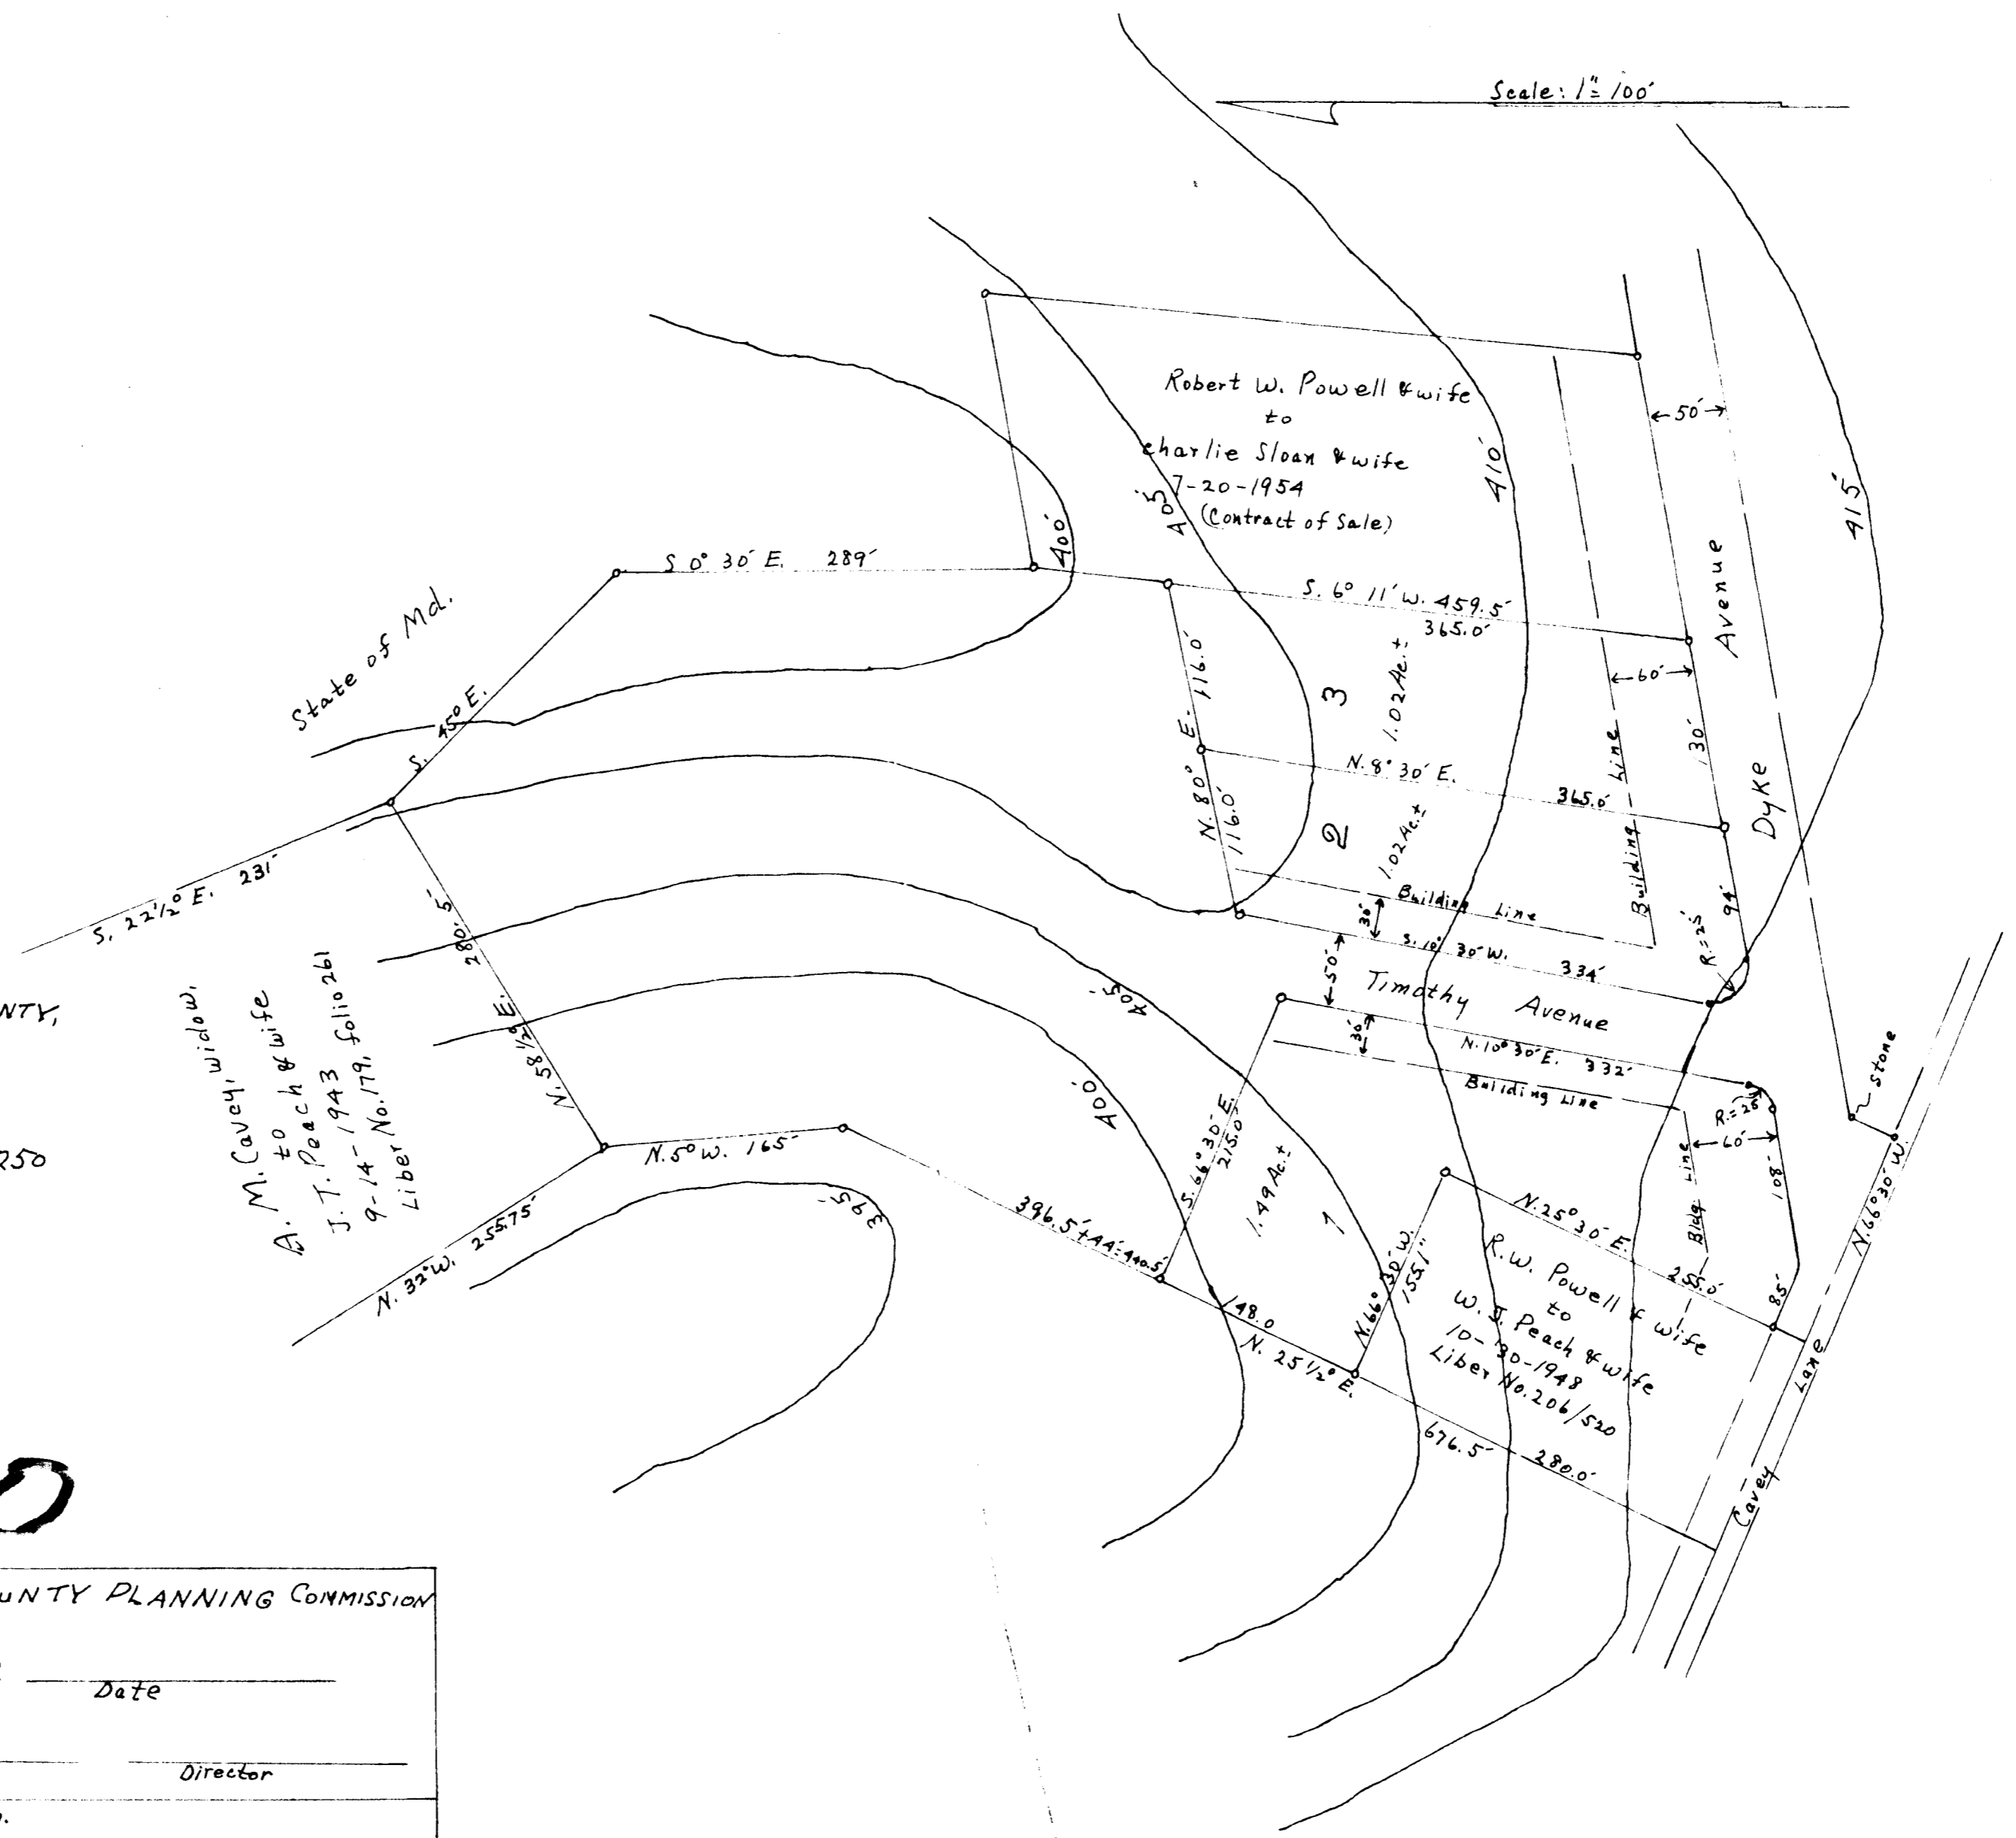 Scale: 1" = 100'
Robert W. Powell & wife
to
Charlie Sloan & wife
7-20-1954
(Contract of Sale)
50'
410'
415'
405'
400'
S 0° 30' E. 289'
S. 6° 11' W. 459.5'
365.0'
State of Md.
S. 45° E.
116.0'
N. 80° E.
116.0'
3
1.02 Ac.±
60'
Avenue
Dyke
130'
N. 8° 30' E.
365.0'
2
1.02 Ac.±
Building Line
94'
R.=25'
Building Line
30'
S. 10° 30' W. 334'
50'
Timothy Avenue
30'
N. 10° 30' E. 332'
Building Line
R.=25'
60'
Stone
S. 22 1/2° E. 231'
280.5'
N. 58 1/2° E.
A. M. Cavey, widow,
to
J. T. Peach & wife
9-14-1943
Liber No. 179, folio 261
NTY,
250
N. 5° W. 165'
N. 32° W. 255.75'
395'
405'
400'
396.5' + 44' = 440.5'
S. 66° 30' E.
215.0'
1.49 Ac.±
1
148.0
N. 25 1/2° E.
N. 66° 30' W.
155.1"
N. 25° 30' E.
255.0'
Bldg Line
108'
85'
N. 66° 30' W.
R. W. Powell & wife
to
W. J. Peach & wife
10-30-1948
Liber No. 206/520
676.5'
280.0'
Cavey Lane
UNTY PLANNING COMMISSION
Date
Director